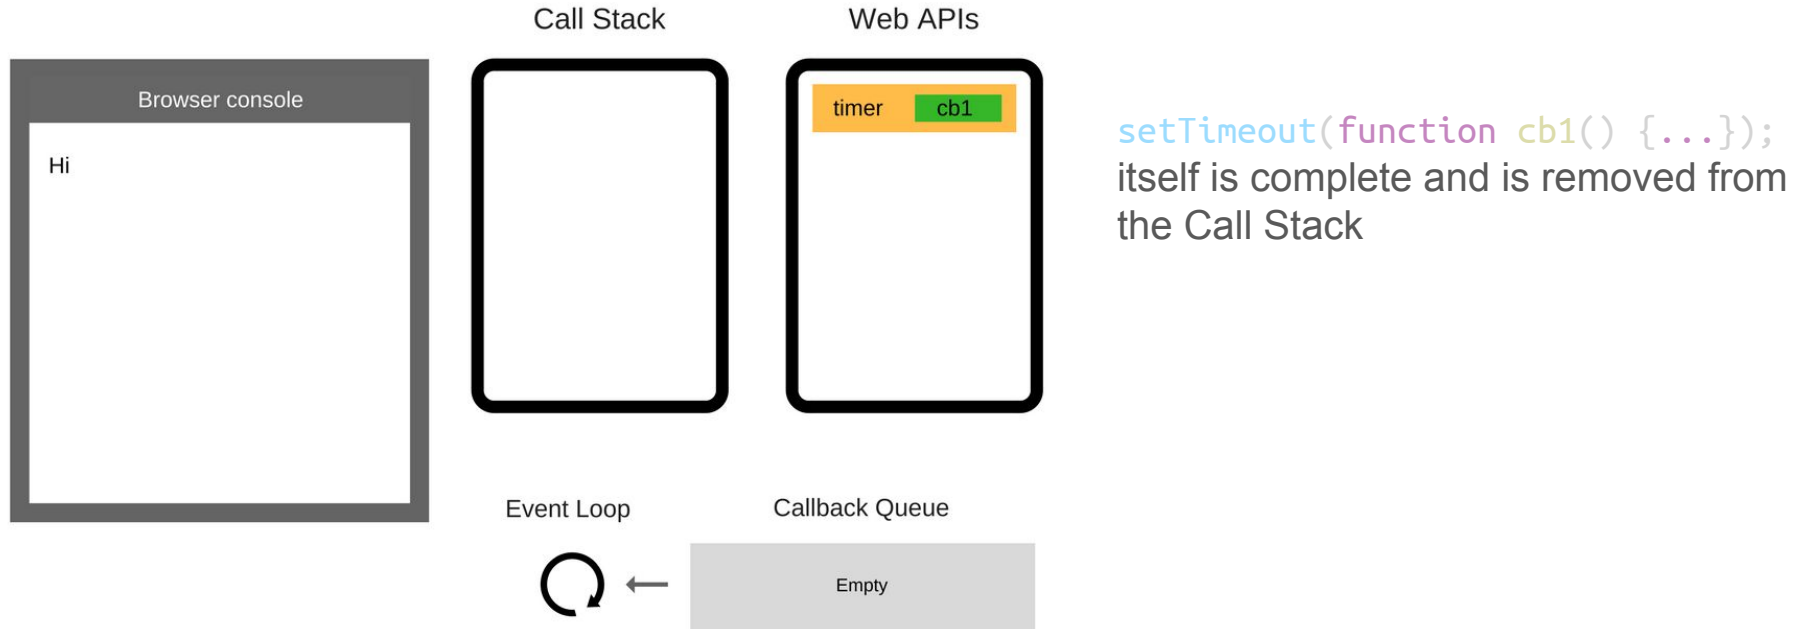 Call Stack
Web APIs
Browser console
Hi
timer
cb1
setTimeout(function cb1() {...});
itself is complete and is removed from
the Call Stack
Event Loop
Callback Queue
Empty